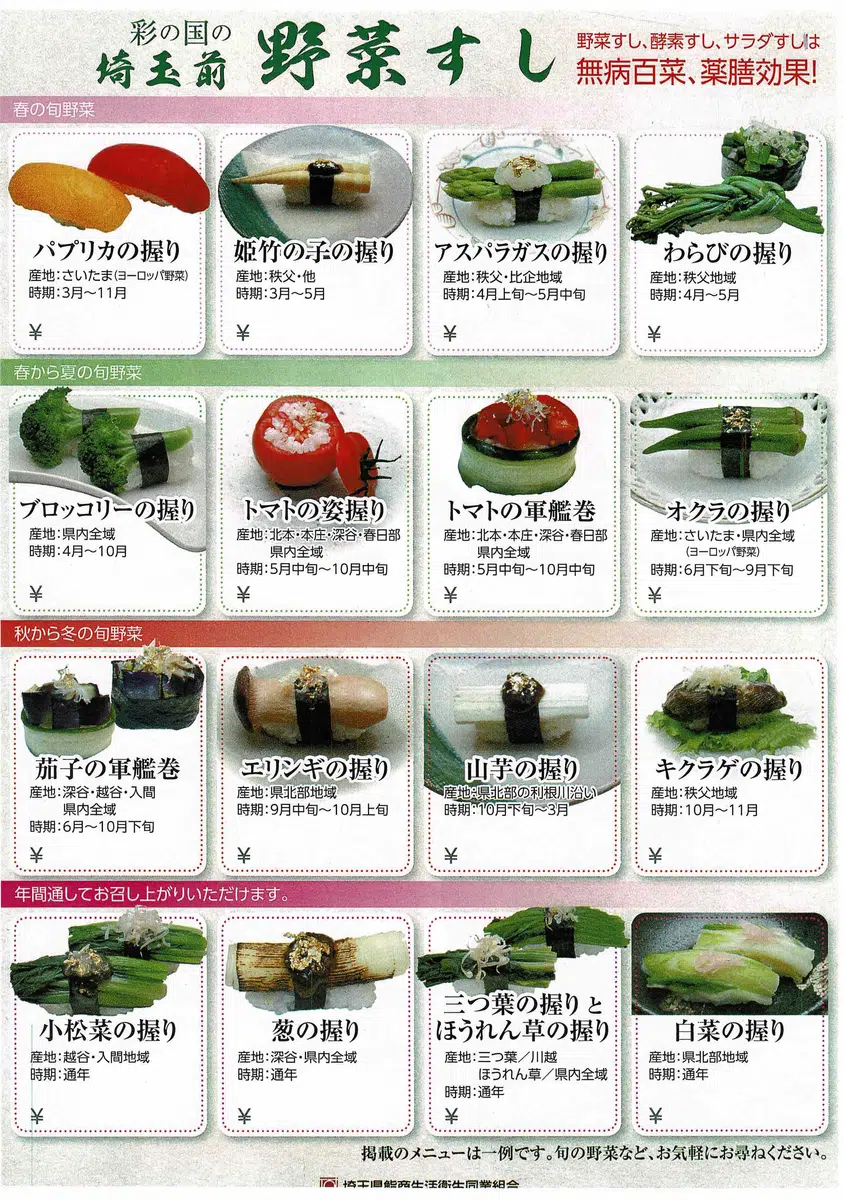 彩の国の
埼玉前 野菜すし
野菜すし、酵素すし、サラダすしは
無病百菜、薬膳効果!
春の旬野菜
パプリカの握り
産地：さいたま（ヨーロッパ野菜）
時期：3月〜11月
¥
姫竹の子の握り
産地：秩父・他
時期：3月〜5月
¥
アスパラガスの握り
産地：秩父・比企地域
時期：4月上旬〜5月中旬
¥
わらびの握り
産地：秩父地域
時期：4月〜5月
¥
春から夏の旬野菜
ブロッコリーの握り
産地：県内全域
時期：4月〜10月
¥
トマトの姿握り
産地：北本・本庄・深谷・春日部
県内全域
時期：5月中旬〜10月中旬
¥
トマトの軍艦巻
産地：北本・本庄・深谷・春日部
県内全域
時期：5月中旬〜10月中旬
¥
オクラの握り
産地：さいたま・県内全域
（ヨーロッパ野菜）
時期：6月下旬〜9月下旬
¥
秋から冬の旬野菜
茄子の軍艦巻
産地：深谷・越谷・入間
県内全域
時期：6月〜10月下旬
¥
エリンギの握り
産地：県北部地域
時期：9月中旬〜10月上旬
¥
山芋の握り
産地：県北部の利根川沿い
時期：10月下旬〜3月
¥
キクラゲの握り
産地：秩父地域
時期：10月〜11月
¥
年間通してお召し上がりいただけます。
小松菜の握り
産地：越谷・入間地域
時期：通年
¥
葱の握り
産地：深谷・県内全域
時期：通年
¥
三つ葉の握りと
ほうれん草の握り
産地：三つ葉／川越
ほうれん草／県内全域
時期：通年
¥
白菜の握り
産地：県北部地域
時期：通年
¥
掲載のメニューは一例です。旬の野菜など、お気軽にお尋ねください。
埼玉県鮨商生活衛生同業組合